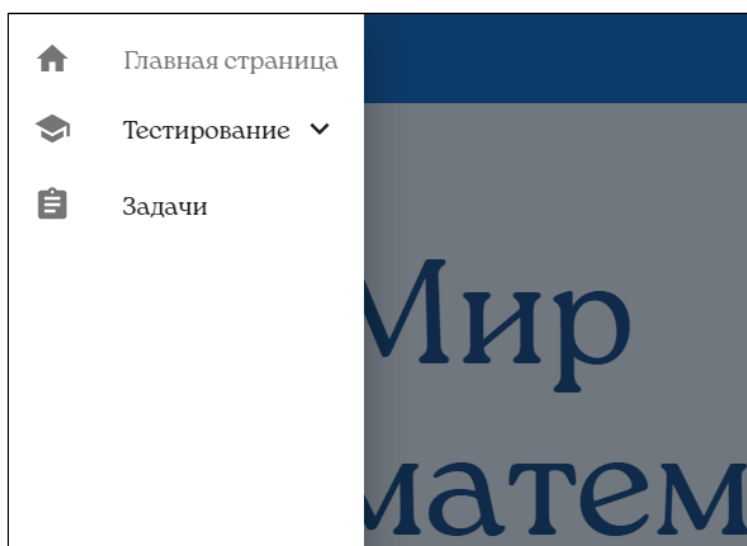 Главная страница
Тестирование
Задачи
Мир
матем